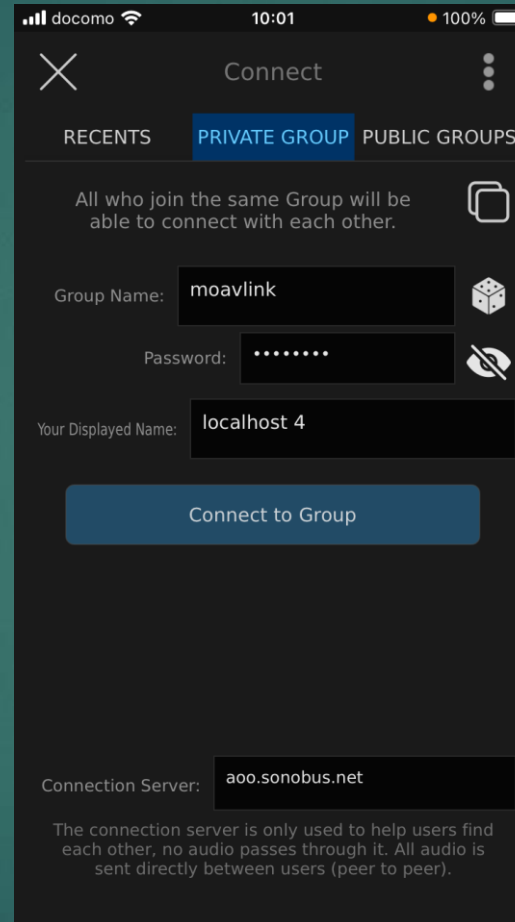 docomo 10:01 100%
Connect
RECENTS PRIVATE GROUP PUBLIC GROUPS
All who join the same Group will be
able to connect with each other.
Group Name: moavlink
Password: ••••••••
Your Displayed Name: localhost 4
Connect to Group
Connection Server: aoo.sonobus.net
The connection server is only used to help users find
each other, no audio passes through it. All audio is
sent directly between users (peer to peer).